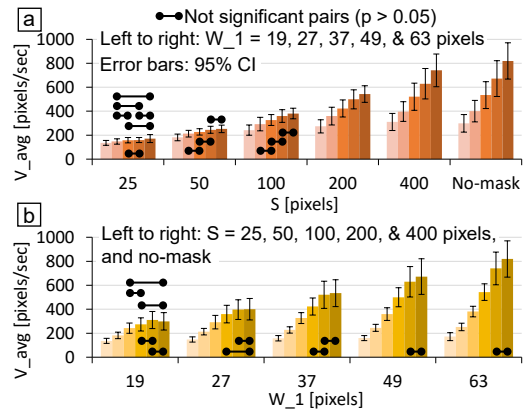 Not significant pairs (p > 0.05)
a
Left to right: W_1 = 19, 27, 37, 49, & 63 pixels
Error bars: 95% CI
V_avg [pixels/sec]
1000
800
600
400
200
0
25 50 100 200 400 No-mask
S [pixels]
b
Left to right: S = 25, 50, 100, 200, & 400 pixels,
and no-mask
V_avg [pixels/sec]
1000
800
600
400
200
0
19 27 37 49 63
W_1 [pixels]